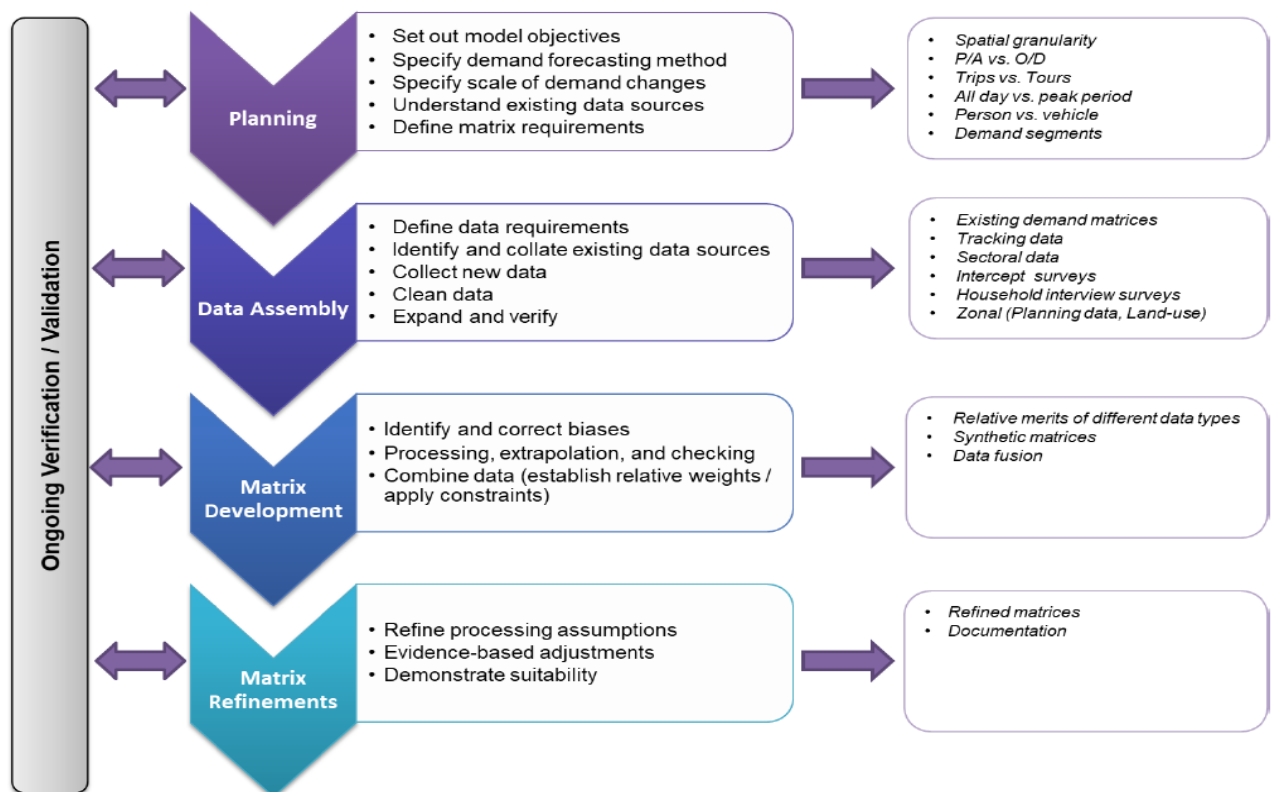 Ongoing Verification / Validation
Planning
• Set out model objectives
• Specify demand forecasting method
• Specify scale of demand changes
• Understand existing data sources
• Define matrix requirements
• Spatial granularity
• P/A vs. O/D
• Trips vs. Tours
• All day vs. peak period
• Person vs. vehicle
• Demand segments
Data Assembly
• Define data requirements
• Identify and collate existing data sources
• Collect new data
• Clean data
• Expand and verify
• Existing demand matrices
• Tracking data
• Sectoral data
• Intercept surveys
• Household interview surveys
• Zonal (Planning data, Land-use)
Matrix
Development
• Identify and correct biases
• Processing, extrapolation, and checking
• Combine data (establish relative weights /
apply constraints)
• Relative merits of different data types
• Synthetic matrices
• Data fusion
Matrix
Refinements
• Refine processing assumptions
• Evidence-based adjustments
• Demonstrate suitability
• Refined matrices
• Documentation